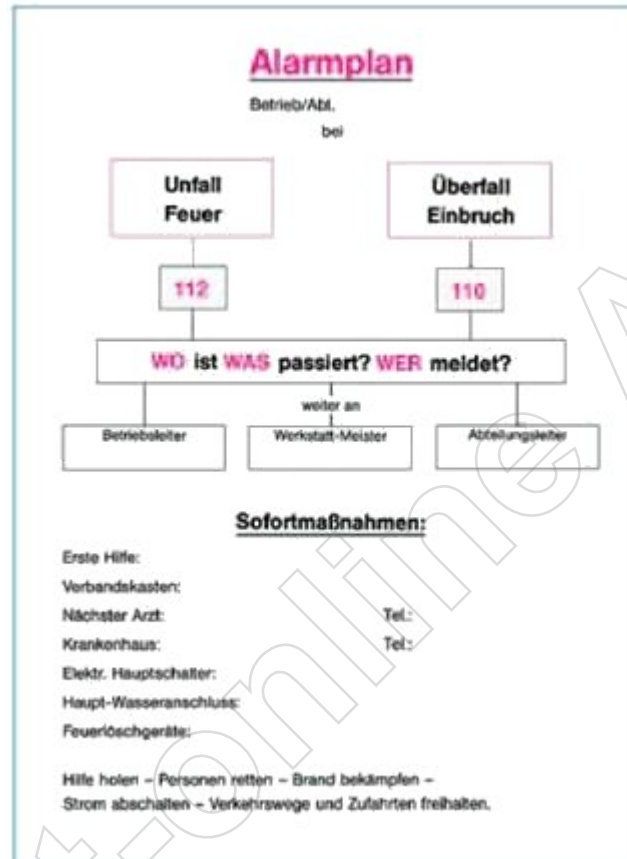 Alarmplan
Betrieb/Abt.
bei
Unfall
Feuer
Überfall
Einbruch
112
110
WO ist WAS passiert? WER meldet?
weiter an
Betriebsleiter
Werkstatt-Meister
Abteilungsleiter
Sofortmaßnahmen:
Erste Hilfe:
Verbandskasten:
Nächster Arzt: Tel.:
Krankenhaus: Tel.:
Elektr. Hauptschalter:
Haupt-Wasseranschluss:
Feuerlöschgeräte:
Hilfe holen – Personen retten – Brand bekämpfen –
Strom abschalten – Verkehrswege und Zufahrten freihalten.
t-online A